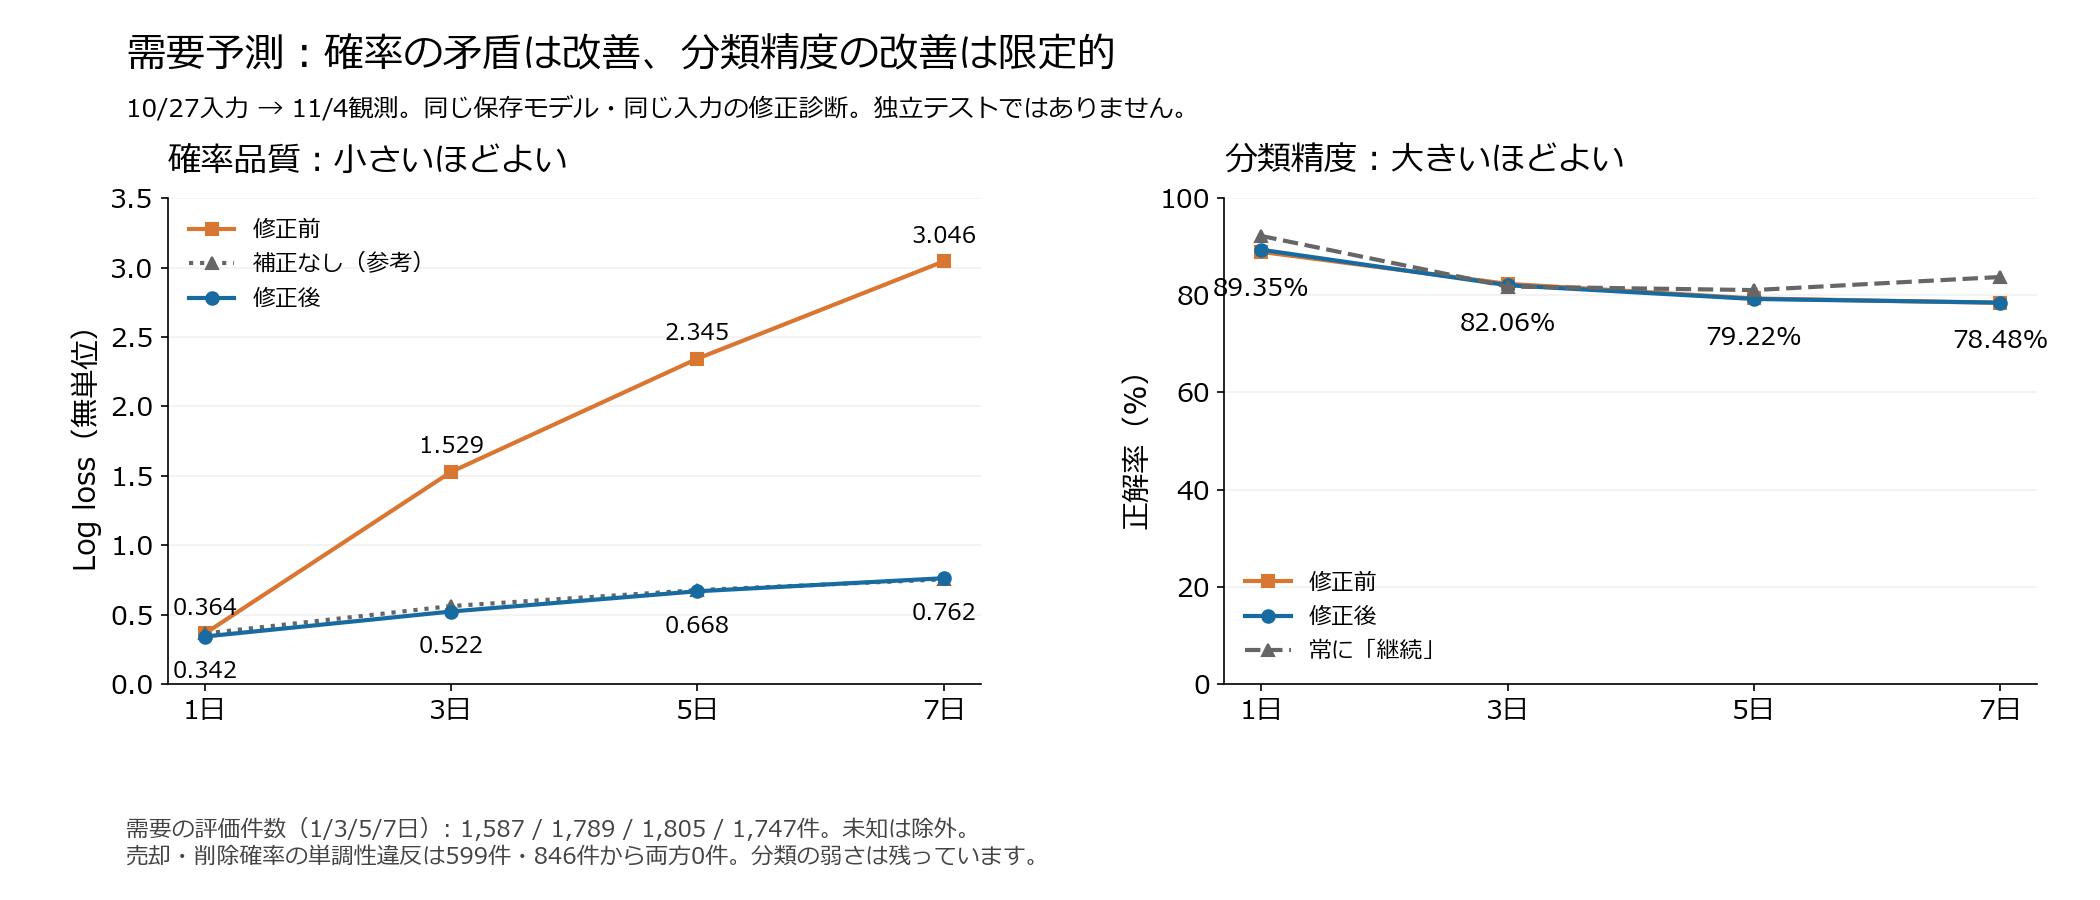 需要予測：確率の矛盾は改善、分類精度の改善は限定的
10/27入力 → 11/4観測。同じ保存モデル・同じ入力の修正診断。独立テストではありません。
確率品質：小さいほどよい
3.5
3.0
2.5
2.0
1.5
1.0
0.5
0.0
Log loss（無単位）
修正前
補正なし（参考）
修正後
0.364
1.529
2.345
3.046
0.342
0.522
0.668
0.762
1日
3日
5日
7日
分類精度：大きいほどよい
100
80
60
40
20
0
正解率（%）
89.35%
82.06%
79.22%
78.48%
修正前
修正後
常に「継続」
1日
3日
5日
7日
需要の評価件数（1/3/5/7日）: 1,587 / 1,789 / 1,805 / 1,747件。未知は除外。
売却・削除確率の単調性違反は599件・846件から両方0件。分類の弱さは残っています。